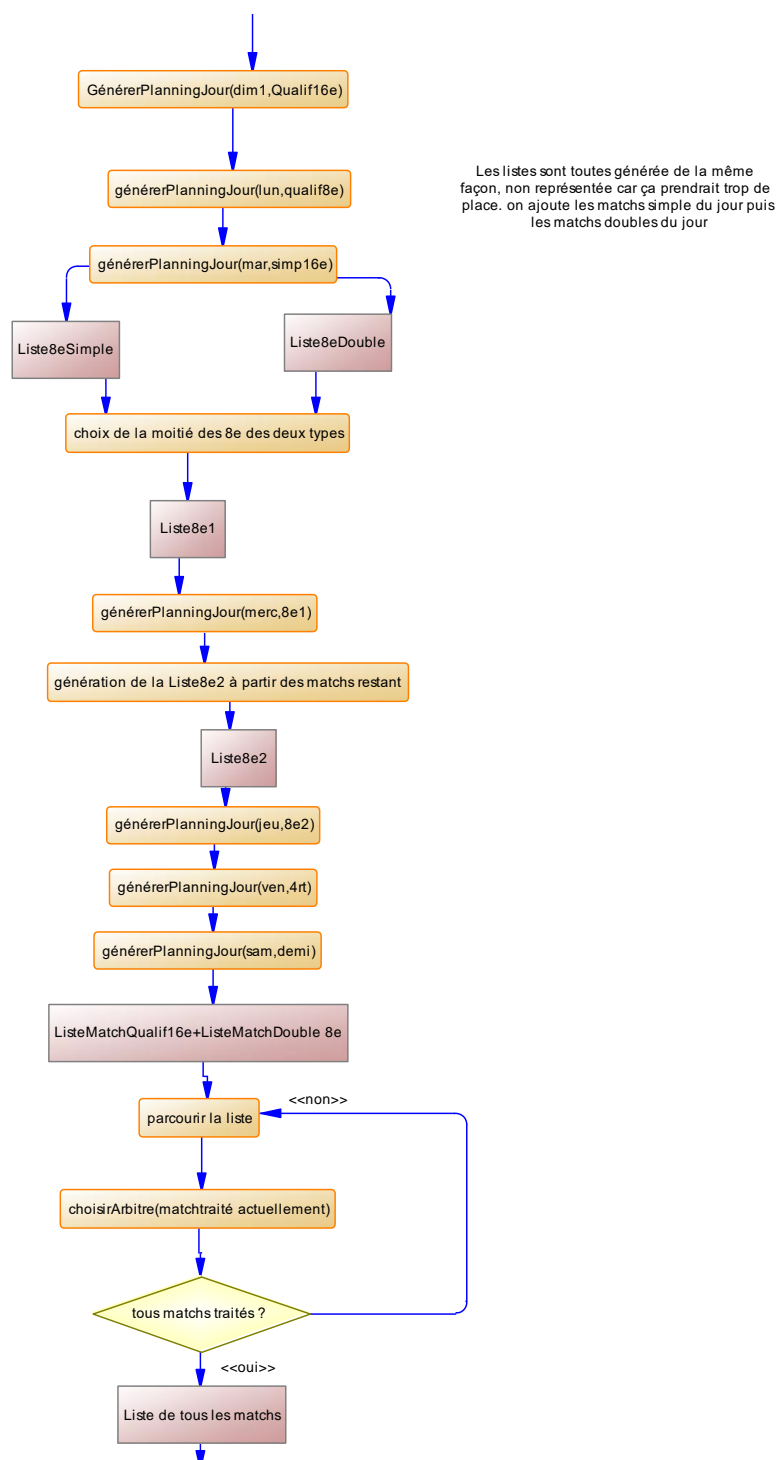 GénérerPlanningJour(dim1,Qualif16e)
générerPlanningJour(lun,qualif8e)
Les listes sont toutes générée de la même
façon, non représentée car ça prendrait trop de
place. on ajoute les matchs simple du jour puis
les matchs doubles du jour
générerPlanningJour(mar,simp16e)
Liste8eSimple
Liste8eDouble
choix de la moitié des 8e des deux types
Liste8e1
générerPlanningJour(merc,8e1)
génération de la Liste8e2 à partir des matchs restant
Liste8e2
générerPlanningJour(jeu,8e2)
générerPlanningJour(ven,4rt)
générerPlanningJour(sam,demi)
ListeMatchQualif16e+ListeMatchDouble 8e
<<non>>
parcourir la liste
choisirArbitre(matchtraité actuellement)
tous matchs traités ?
<<oui>>
Liste de tous les matchs